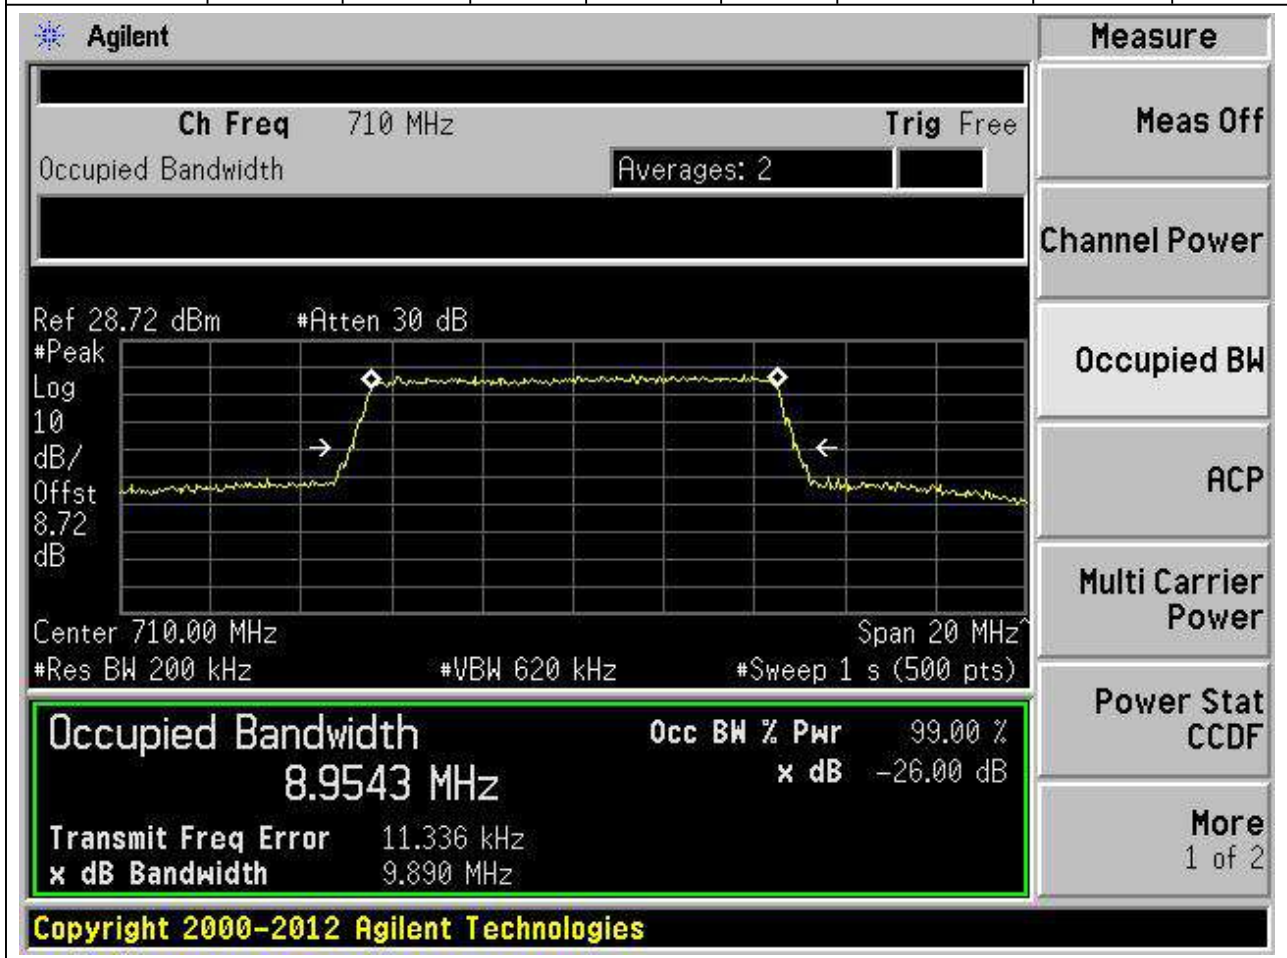 Agilent
Measure
Ch Freq 710 MHz Trig Free
Meas Off
Occupied Bandwidth Averages: 2
Channel Power
Ref 28.72 dBm #Atten 30 dB
#Peak
Log
10
dB/
Offst
8.72
dB
Occupied BW
ACP
Center 710.00 MHz Span 20 MHz^
#Res BW 200 kHz #VBW 620 kHz #Sweep 1 s (500 pts)
Multi Carrier
Power
Occupied Bandwidth Occ BW % Pwr 99.00 %
8.9543 MHz x dB -26.00 dB
Power Stat
CCDF
Transmit Freq Error 11.336 kHz
x dB Bandwidth 9.890 MHz
More
1 of 2
Copyright 2000-2012 Agilent Technologies